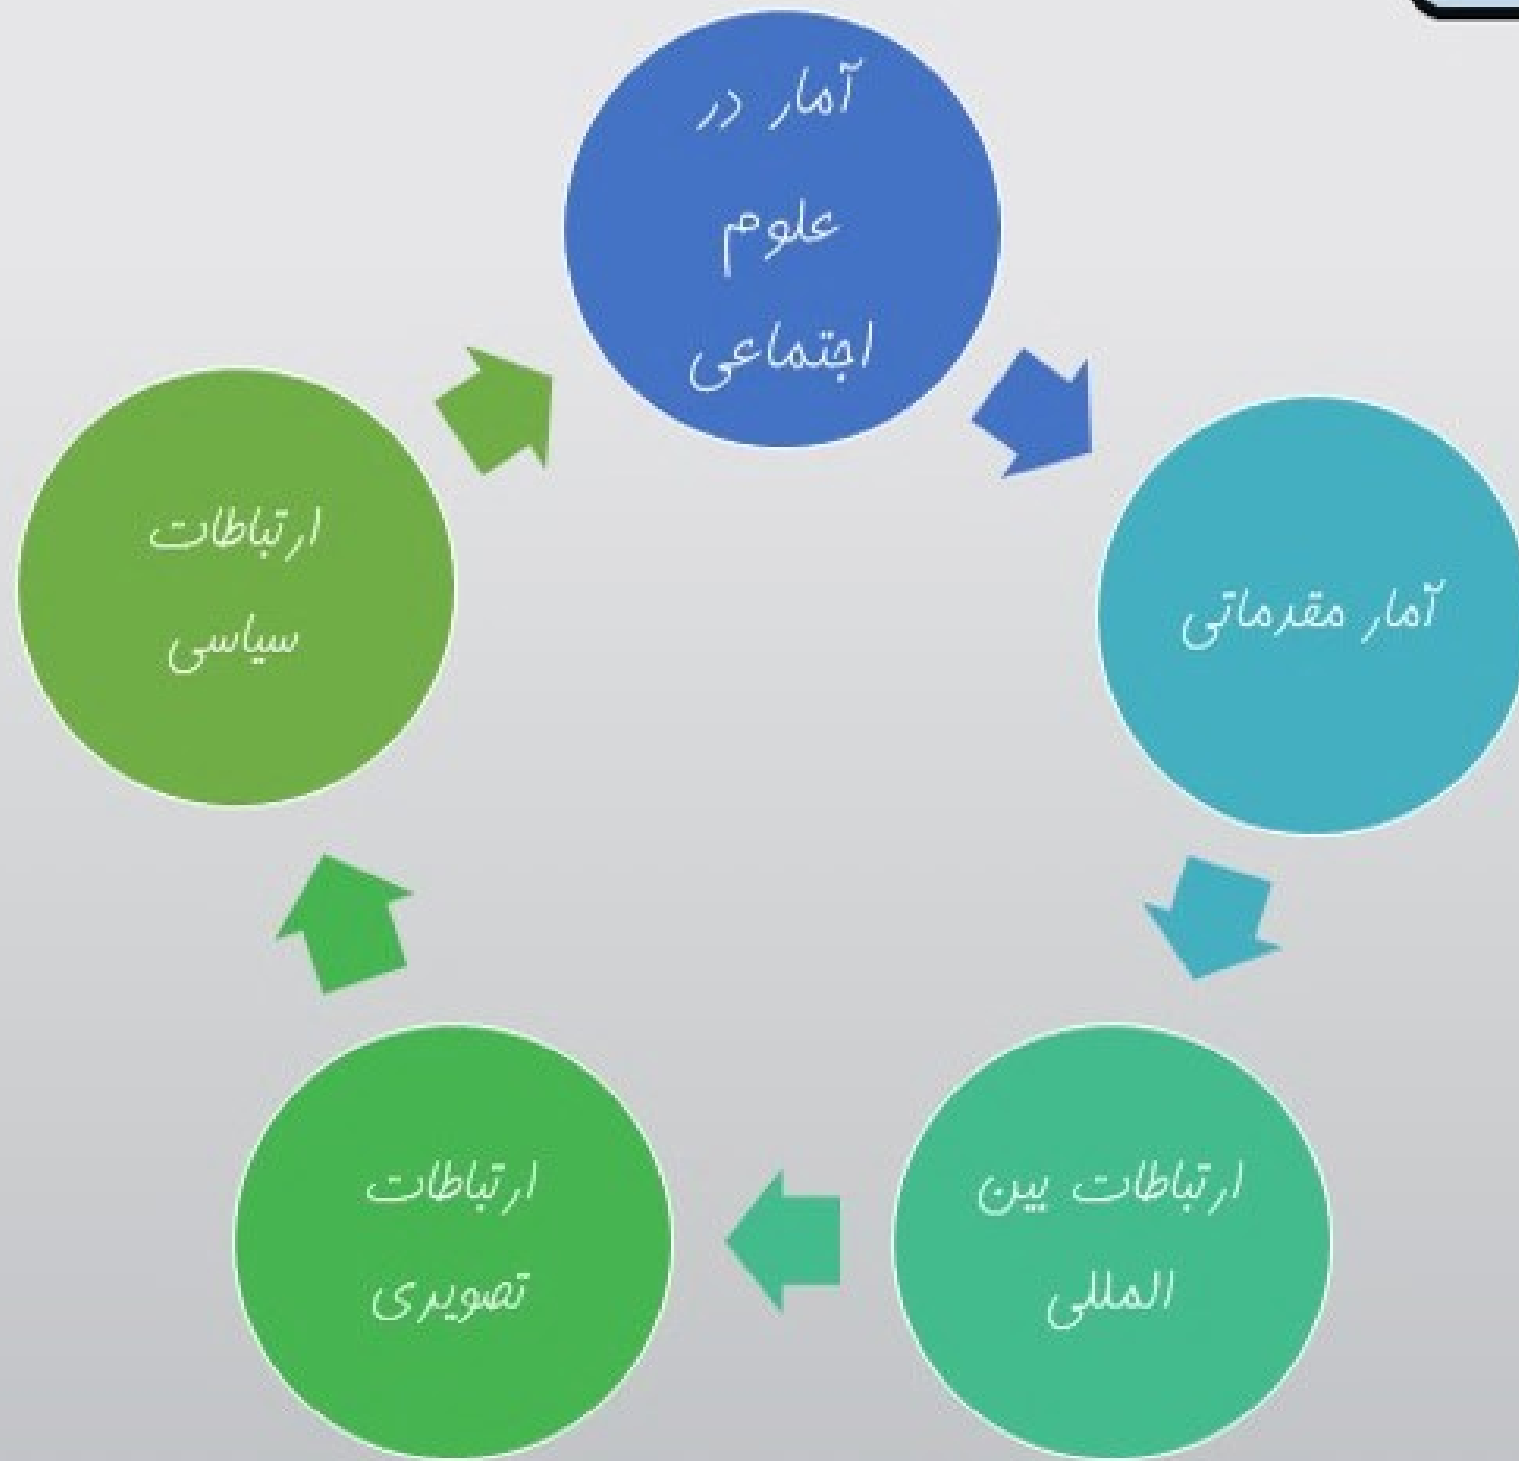 آمار در
علوم
اجتماعی
آمار مقدماتی
ارتباطات بین
المللی
ارتباطات
تصویری
ارتباطات
سیاسی